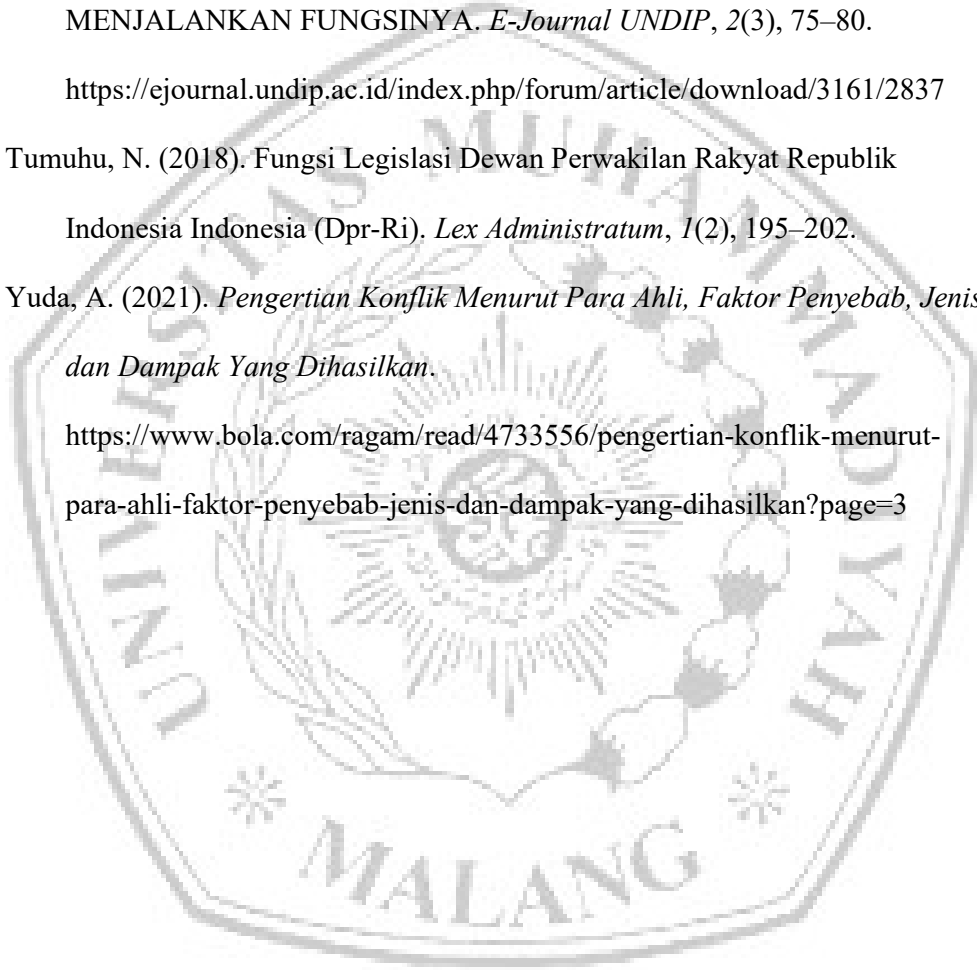 MENJALANKAN FUNGSINYA. E-Journal UNDIP, 2(3), 75–80.
https://ejournal.undip.ac.id/index.php/forum/article/download/3161/2837
Tumuhu, N. (2018). Fungsi Legislasi Dewan Perwakilan Rakyat Republik
Indonesia Indonesia (Dpr-Ri). Lex Administratum, 1(2), 195–202.
Yuda, A. (2021). Pengertian Konflik Menurut Para Ahli, Faktor Penyebab, Jenis
dan Dampak Yang Dihasilkan.
https://www.bola.com/ragam/read/4733556/pengertian-konflik-menurut-
para-ahli-faktor-penyebab-jenis-dan-dampak-yang-dihasilkan?page=3
UNIVERSITAS MUHAMMADIYAH
MALANG